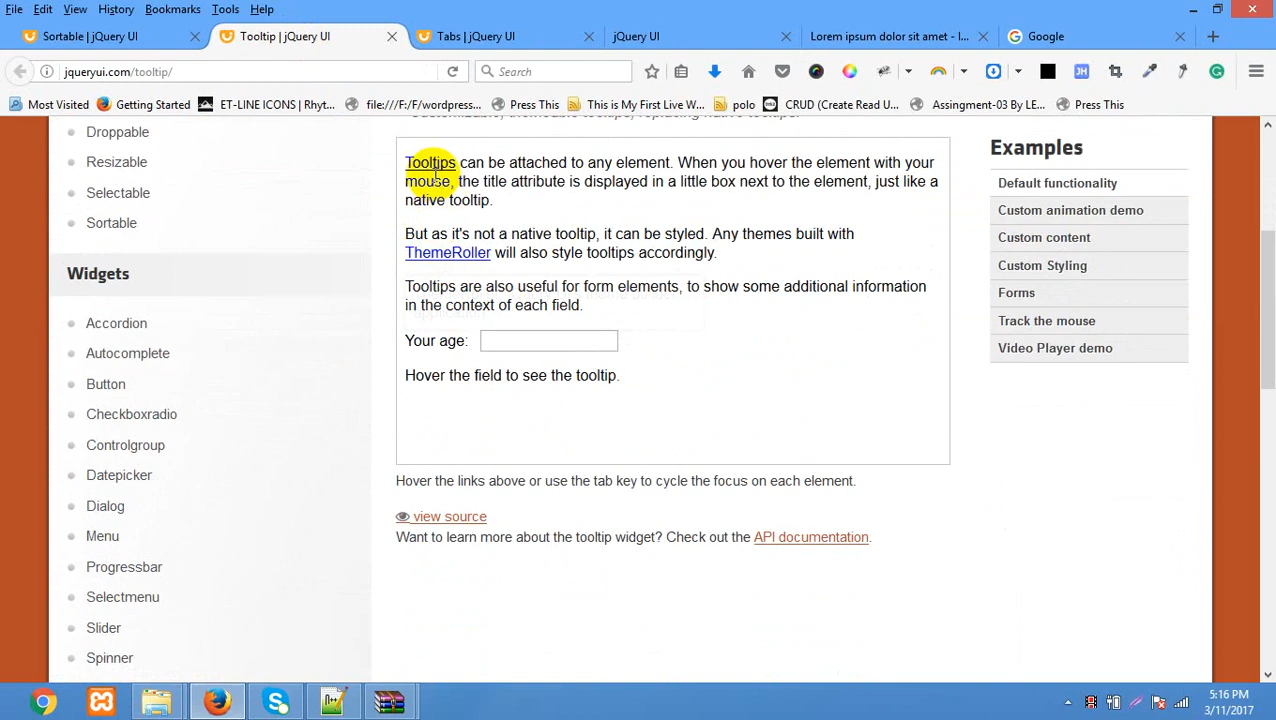 File Edit View History Bookmarks Tools Help
Sortable | jQuery UI
Tooltip | jQuery UI
Tabs | jQuery UI
jQuery UI
Lorem ipsum dolor sit amet - l...
Google
jqueryui.com/tooltip/
Search
JH
Most Visited
Getting Started
ET-LINE ICONS | Rhyt...
file:///F:/F/wordpress...
Press This
This is My First Live W...
polo
CRUD (Create Read U...
Assingment-03 By LE...
Press This
Droppable
Resizable
Selectable
Sortable
Widgets
Accordion
Autocomplete
Button
Checkboxradio
Controlgroup
Datepicker
Dialog
Menu
Progressbar
Selectmenu
Slider
Spinner
Customizable, themeable tooltips, replacing native tooltips.
Tooltips can be attached to any element. When you hover the element with your
mouse, the title attribute is displayed in a little box next to the element, just like a
native tooltip.
But as it's not a native tooltip, it can be styled. Any themes built with
ThemeRoller will also style tooltips accordingly.
Tooltips are also useful for form elements, to show some additional information
in the context of each field.
Your age:
Hover the field to see the tooltip.
Hover the links above or use the tab key to cycle the focus on each element.
view source
Want to learn more about the tooltip widget? Check out the API documentation.
Examples
Default functionality
Custom animation demo
Custom content
Custom Styling
Forms
Track the mouse
Video Player demo
5:16 PM
3/11/2017